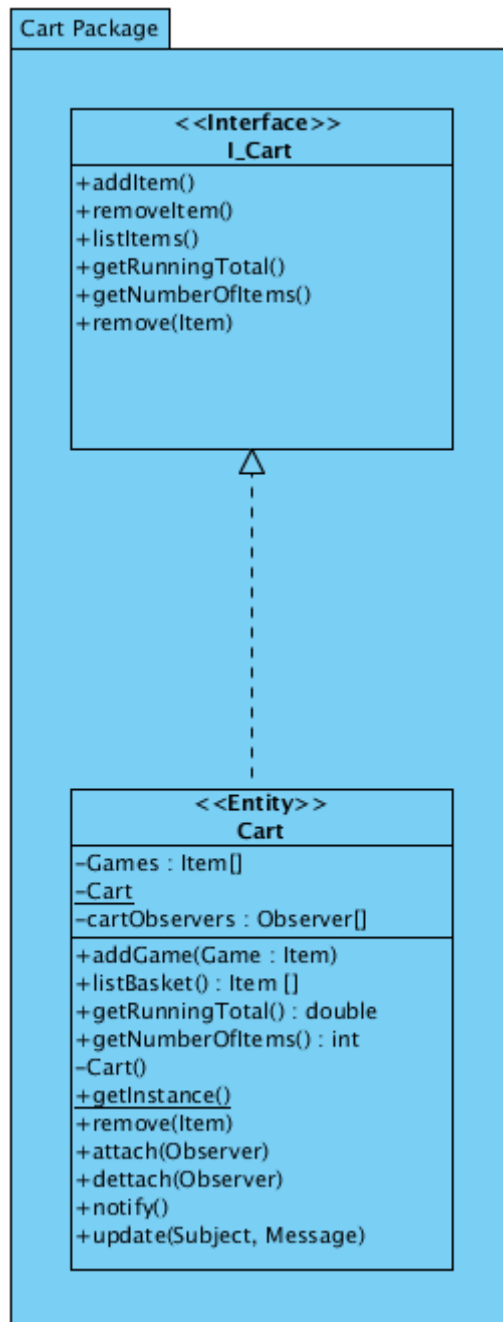 Cart Package
<<Interface>>
I_Cart
+addItem()
+removeItem()
+listItems()
+getRunningTotal()
+getNumberOfItems()
+remove(Item)
<<Entity>>
Cart
-Games : Item[]
-Cart
-cartObservers : Observer[]
+addGame(Game : Item)
+listBasket() : Item []
+getRunningTotal() : double
+getNumberOfItems() : int
-Cart()
+getInstance()
+remove(Item)
+attach(Observer)
+dettach(Observer)
+notify()
+update(Subject, Message)